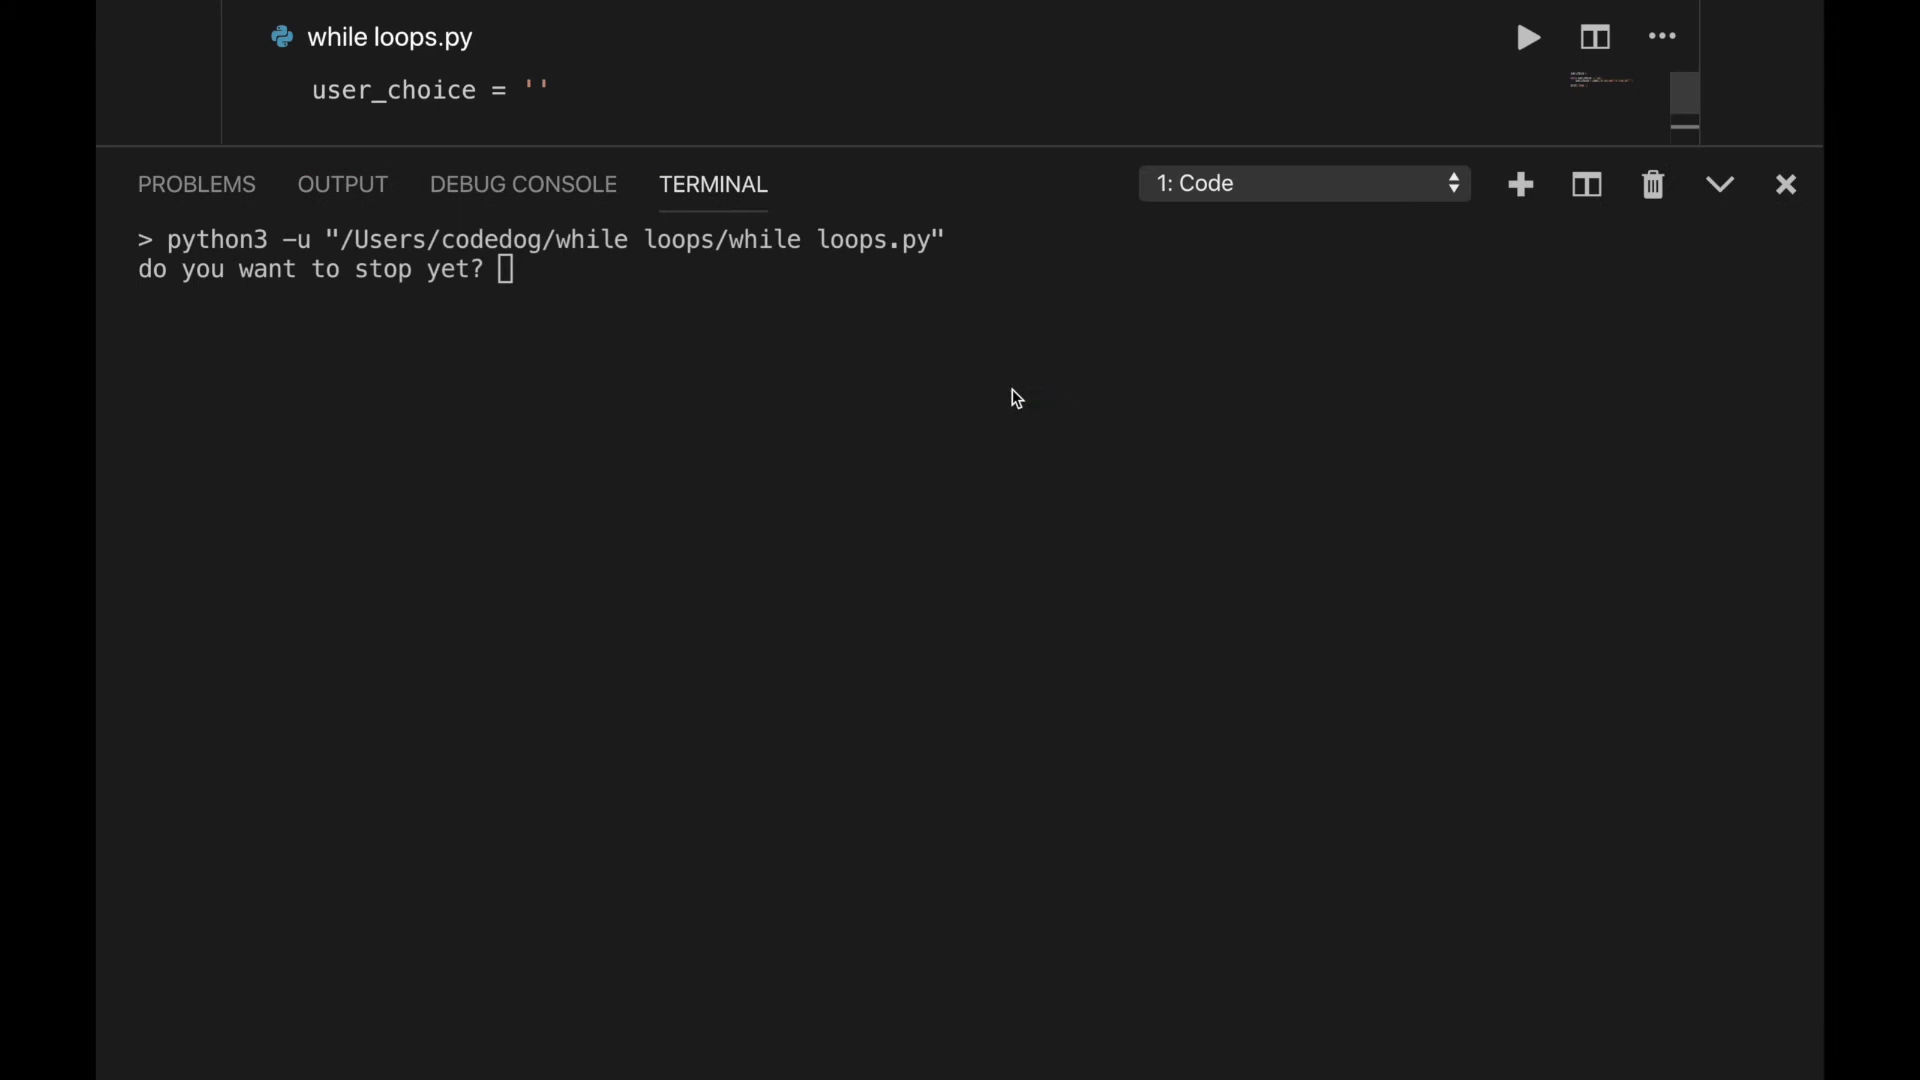 while loops.py
user_choice = ''
PROBLEMS OUTPUT DEBUG CONSOLE TERMINAL 1: Code
> python3 -u "/Users/codedog/while loops/while loops.py"
do you want to stop yet?